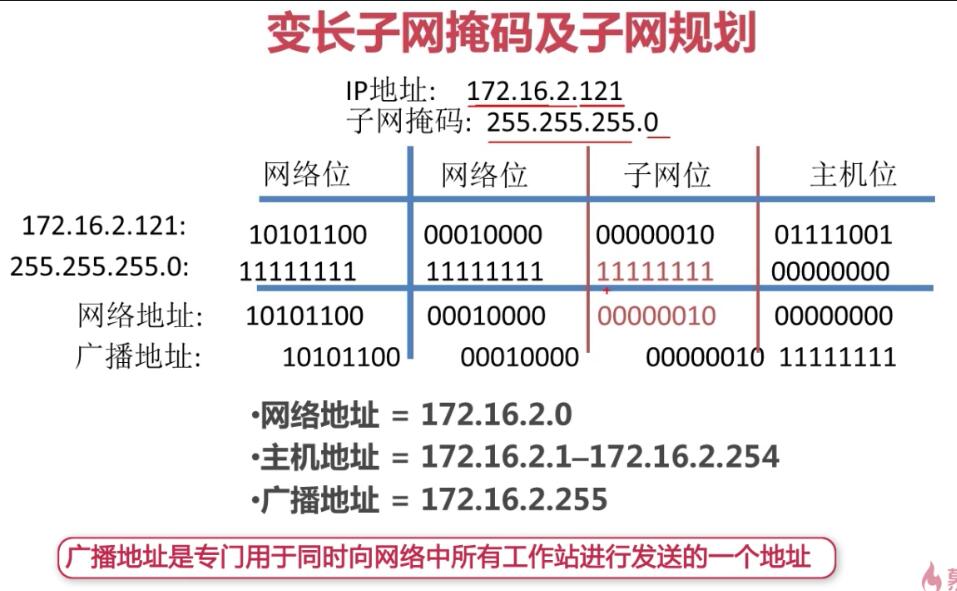 变长子网掩码及子网规划
IP地址: 172.16.2.121
子网掩码: 255.255.255.0
网络位 网络位 子网位 主机位
172.16.2.121: 10101100 00010000 00000010 01111001
255.255.255.0: 11111111 11111111 11111111 00000000
网络地址: 10101100 00010000 00000010 00000000
广播地址: 10101100 00010000 00000010 11111111
•网络地址 = 172.16.2.0
•主机地址 = 172.16.2.1–172.16.2.254
•广播地址 = 172.16.2.255
广播地址是专门用于同时向网络中所有工作站进行发送的一个地址